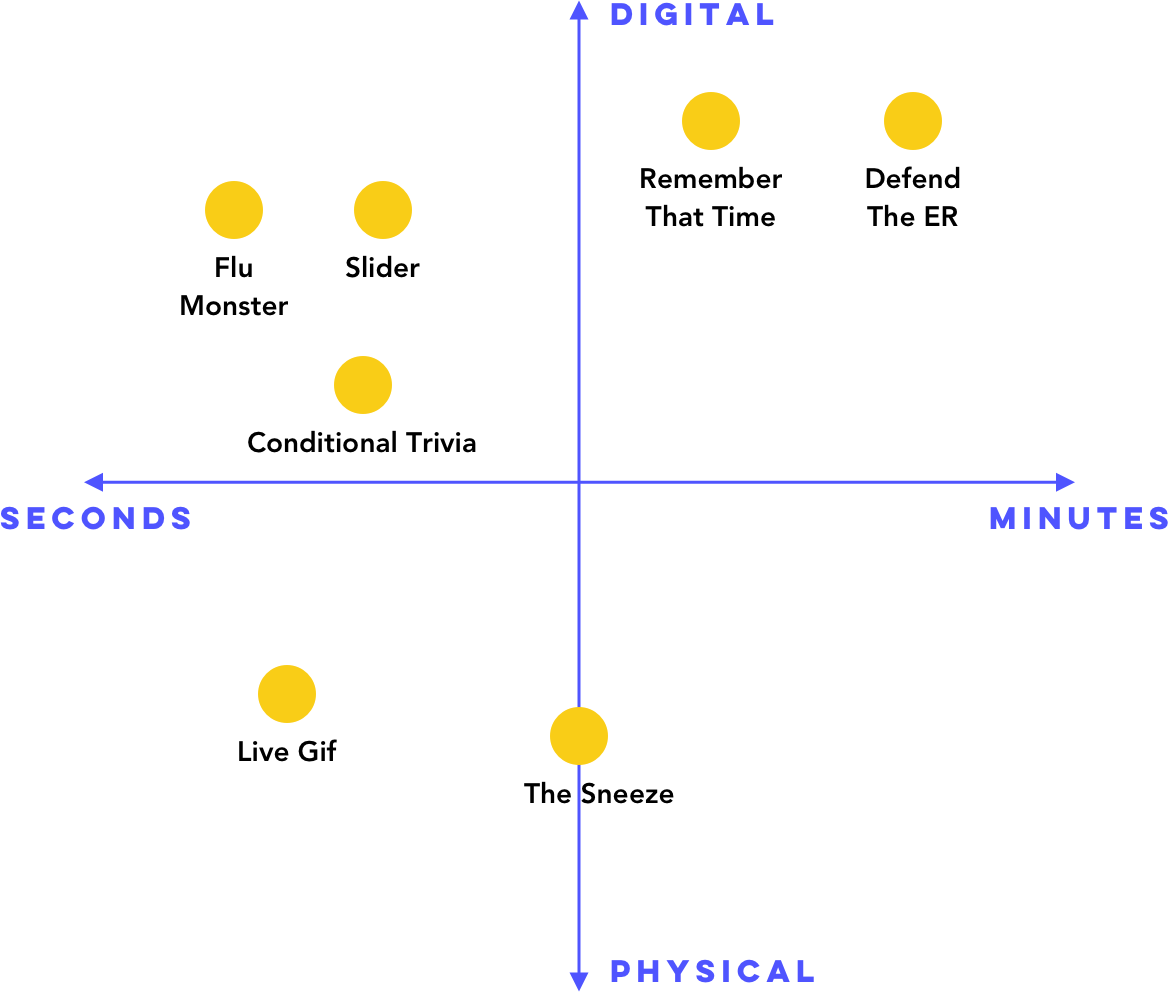 DIGITAL
Remember
That Time
Defend
The ER
Flu
Monster
Slider
Conditional Trivia
SECONDS
MINUTES
Live Gif
The Sneeze
PHYSICAL